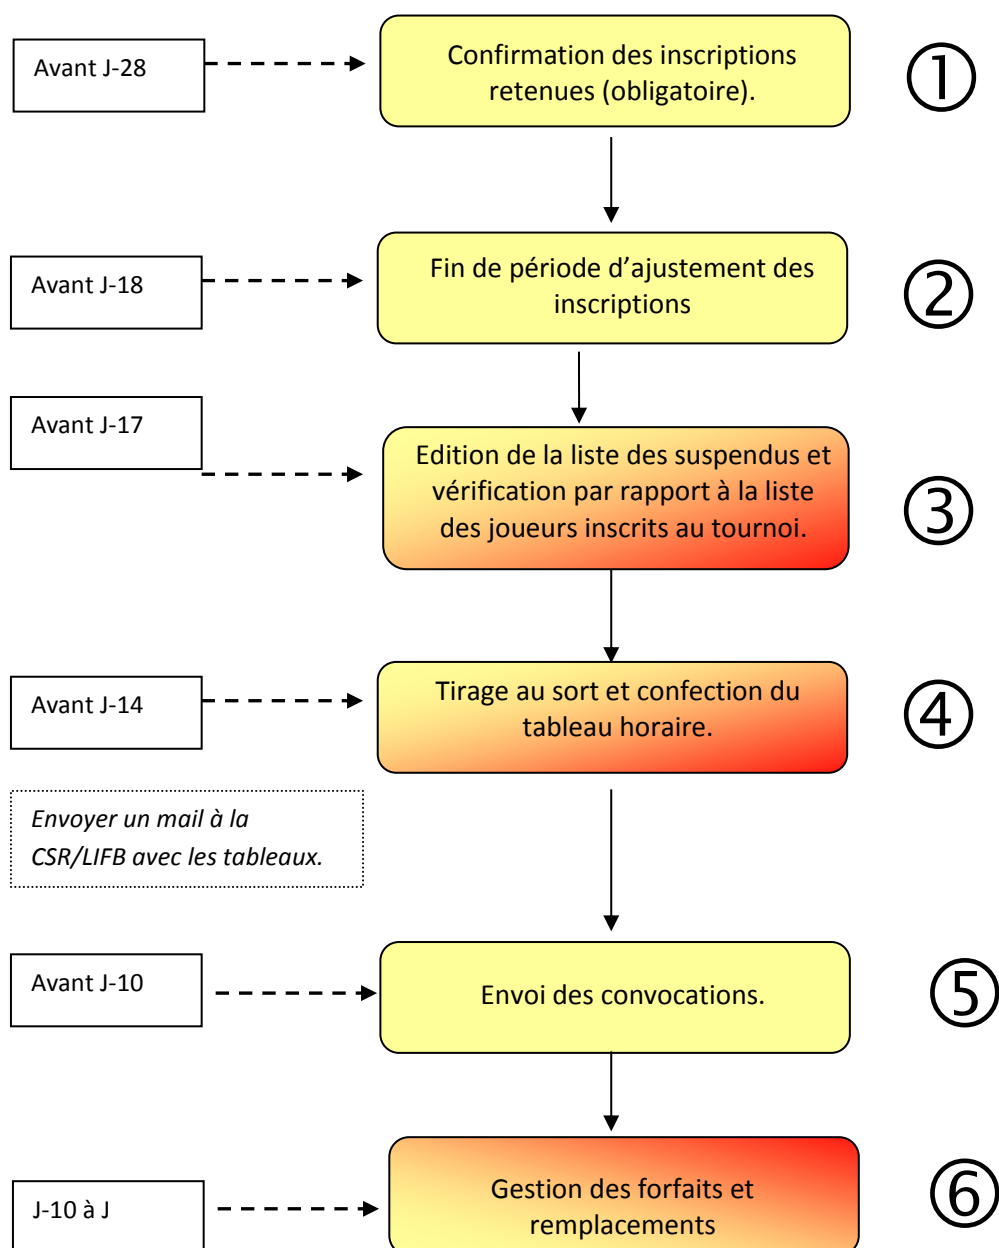 Avant J-28
Confirmation des inscriptions
retenues (obligatoire).
①
Avant J-18
Fin de période d’ajustement des
inscriptions
②
Avant J-17
Edition de la liste des suspendus et
vérification par rapport à la liste
des joueurs inscrits au tournoi.
③
Avant J-14
Tirage au sort et confection du
tableau horaire.
④
Envoyer un mail à la
CSR/LIFB avec les tableaux.
Avant J-10
Envoi des convocations.
⑤
J-10 à J
Gestion des forfaits et
remplacements
⑥